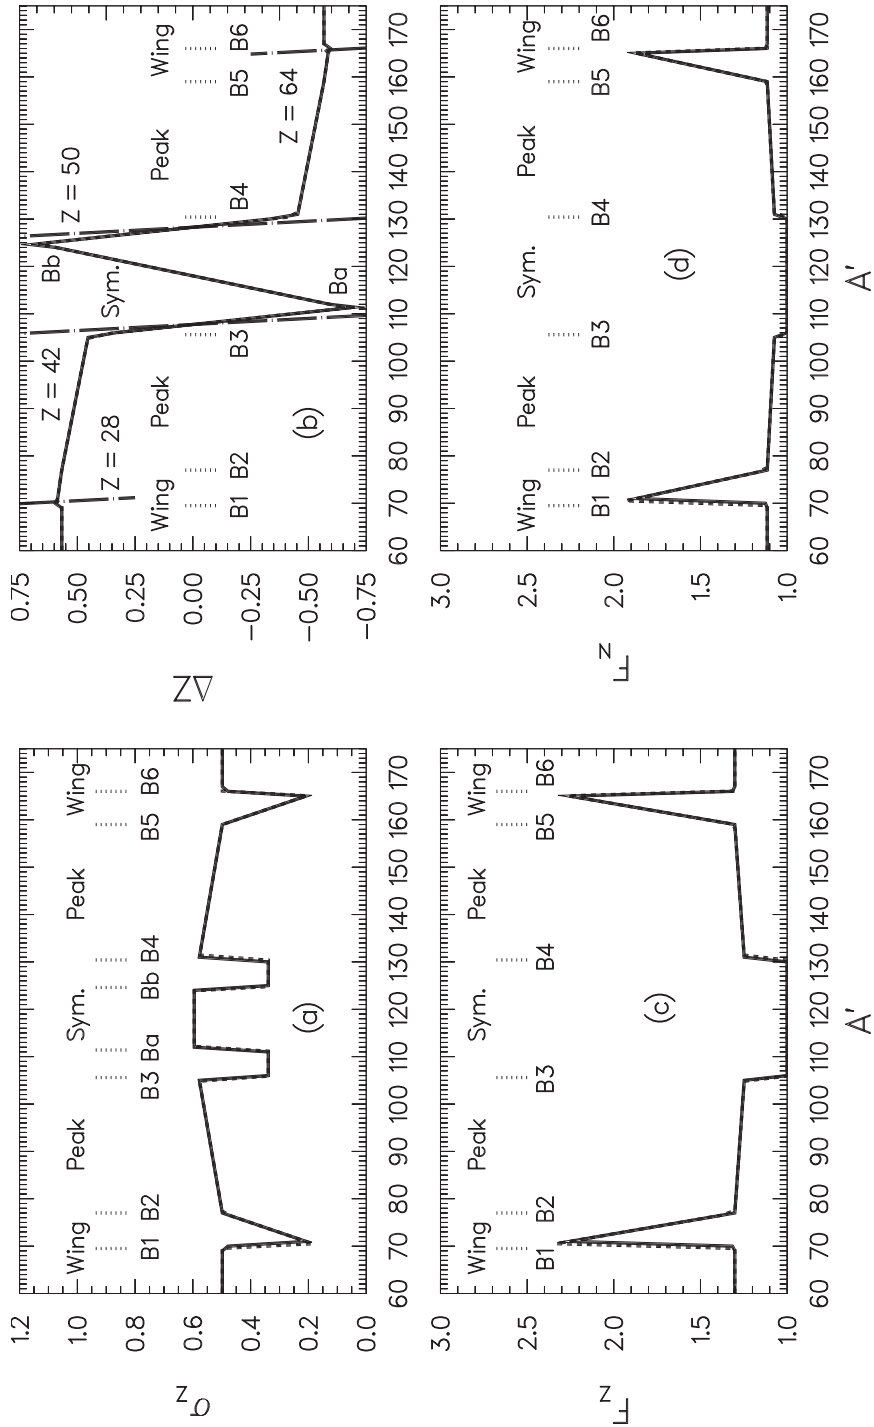 1.2
1.0
0.8
0.6
0.4
0.2
0.0
σZ
Wing Peak Sym. Peak Wing
B1 B2 B3 Ba Bb B4 B5 B6
(a)
60 70 80 90 100 110 120 130 140 150 160 170
0.75
0.50
0.25
0.00
−0.25
−0.50
−0.75
ΔZ
Z = 28
Z = 42
Z = 50
Z = 64
Bb
Sym.
Ba
Wing Peak Peak Wing
B1 B2 B3 B4 B5 B6
(b)
60 70 80 90 100 110 120 130 140 150 160 170
3.0
2.5
2.0
1.5
1.0
FZ
Wing Peak Sym. Peak Wing
B1 B2 B3 B4 B5 B6
(c)
60 70 80 90 100 110 120 130 140 150 160 170
A′
3.0
2.5
2.0
1.5
1.0
FZ
Wing Peak Sym. Peak Wing
B1 B2 B3 B4 B5 B6
(d)
60 70 80 90 100 110 120 130 140 150 160 170
A′